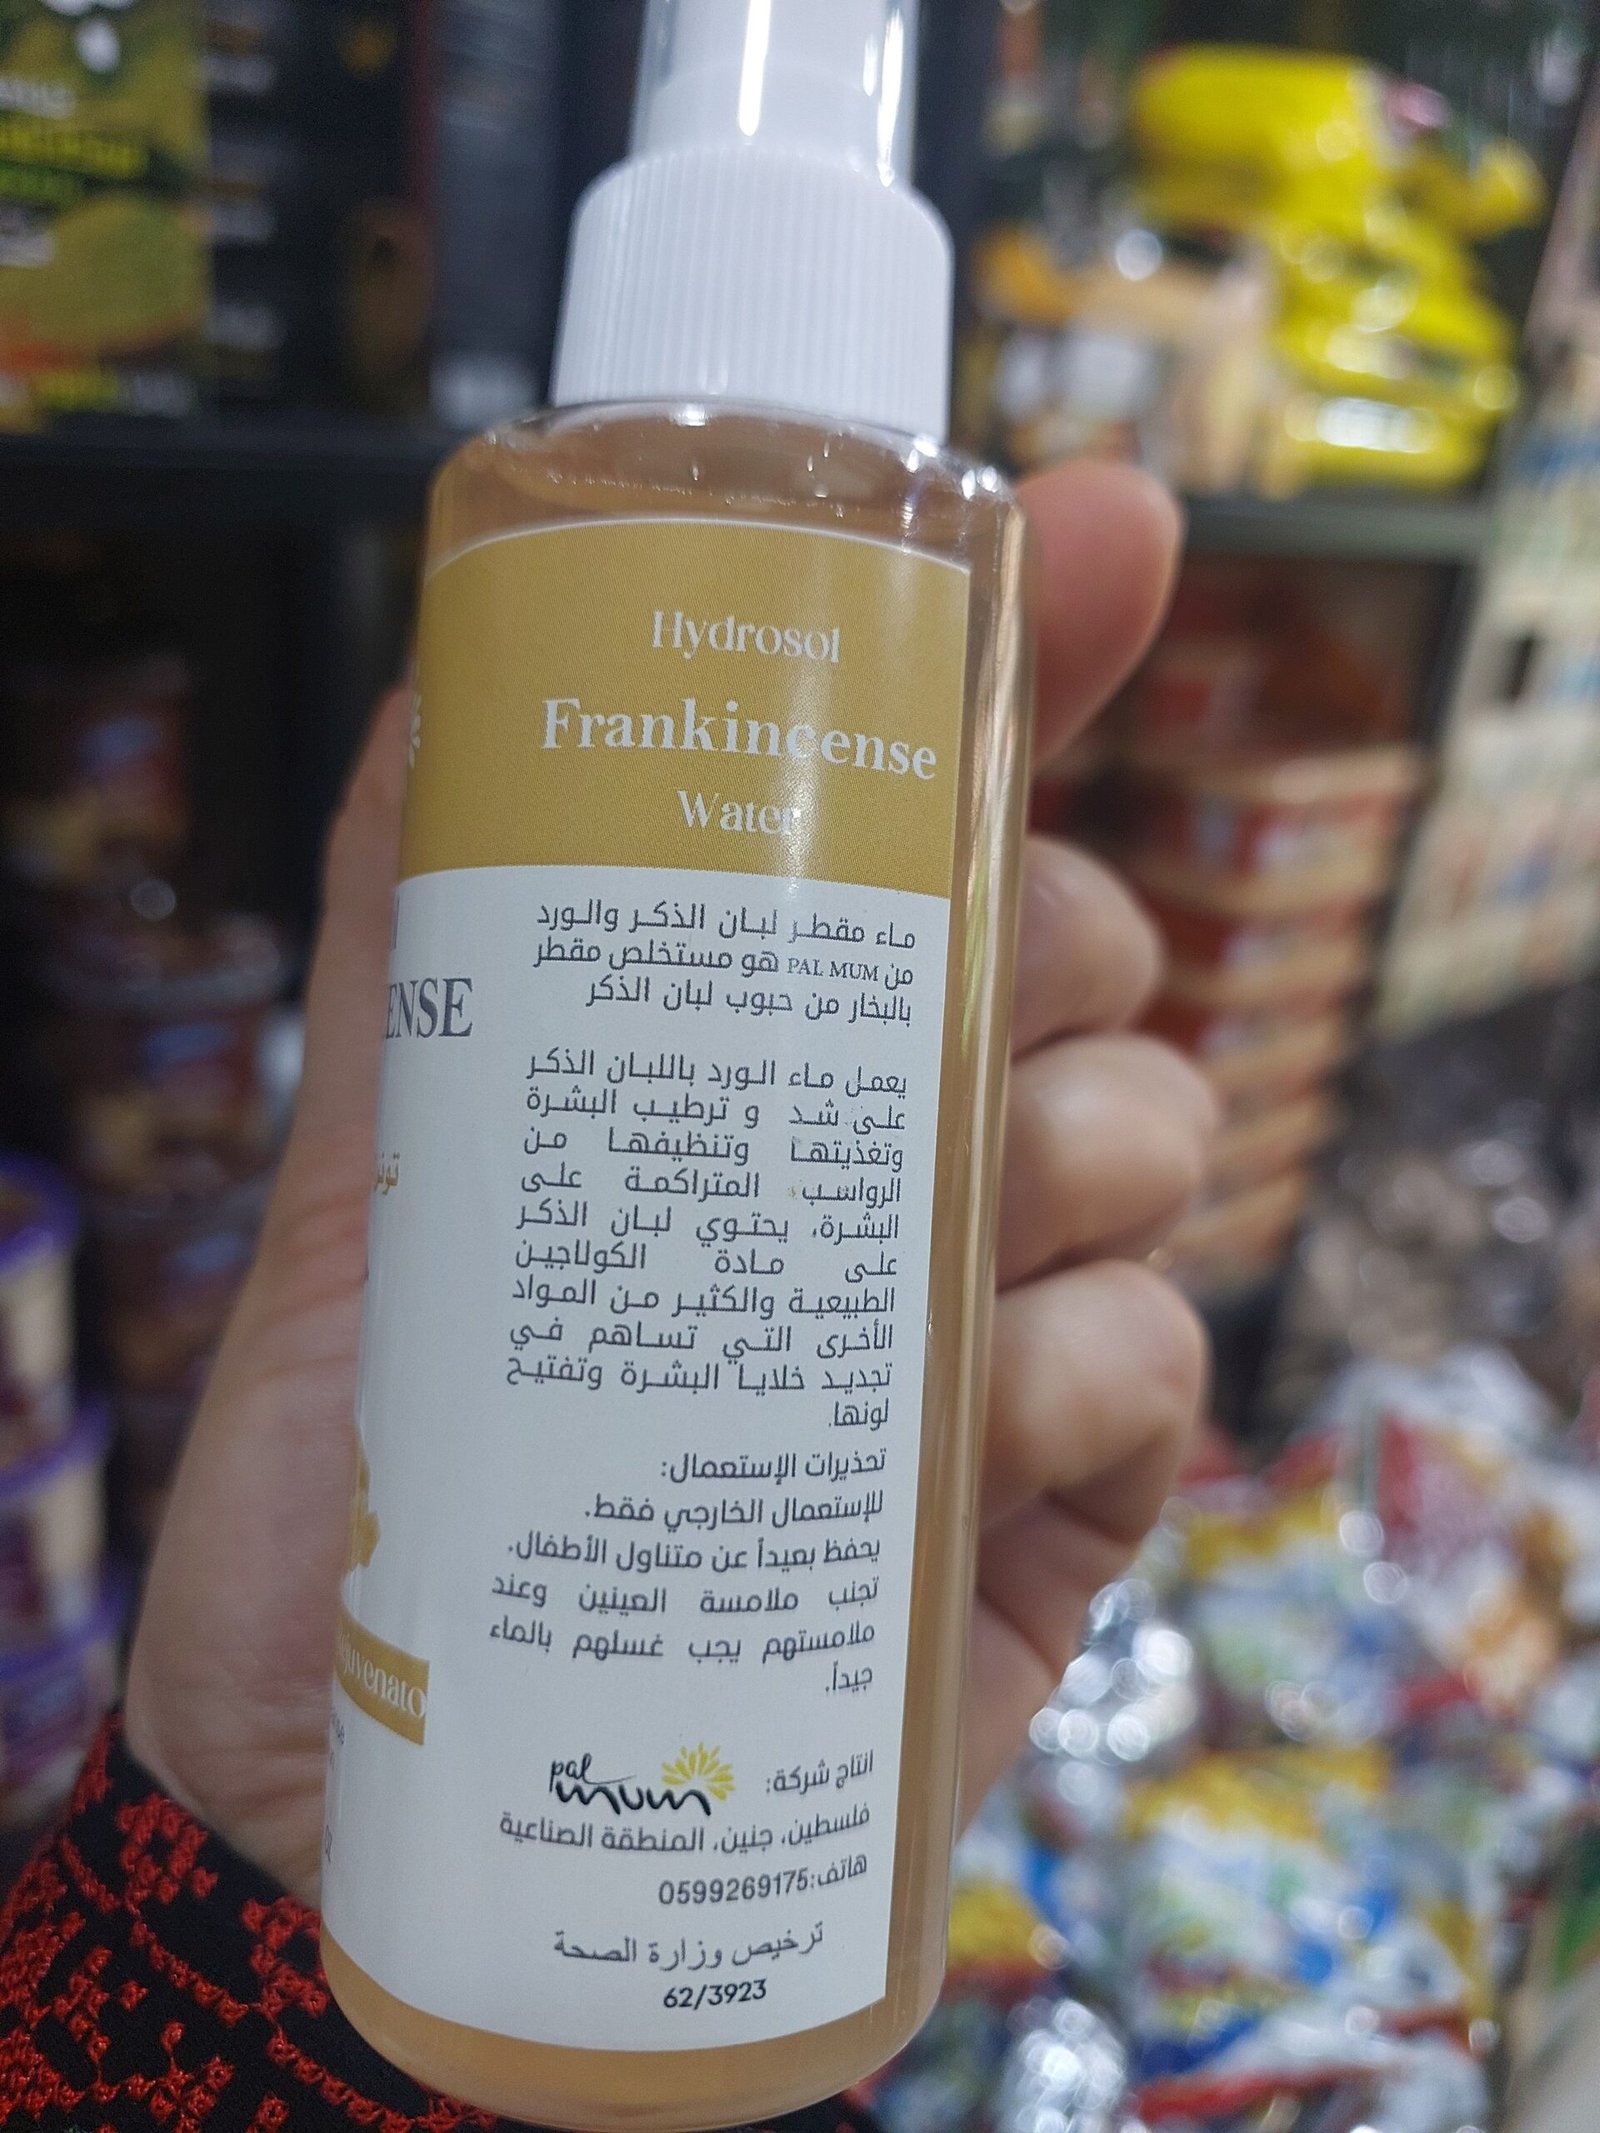 Hydrosol
Frankincense
Water
ماء مقطر لبان الذكر والورد
من PAL MUM هو مستخلص مقطر
بالبخار من حبوب لبان الذكر
يعمل ماء الورد باللبان الذكر
على شد و ترطيب البشرة
وتغذيتها وتنظيفها من
الرواسب المتراكمة على
البشرة، يحتوي لبان الذكر
على مادة الكولاجين
الطبيعية والكثير من المواد
الأخرى التي تساهم في
تجديد خلايا البشرة وتفتيح
لونها.
تحذيرات الإستعمال:
للإستعمال الخارجي فقط.
يحفظ بعيداً عن متناول الأطفال.
تجنب ملامسة العينين وعند
ملامستهم يجب غسلهم بالماء
جيداً.
انتاج شركة: pal mum
فلسطين، جنين، المنطقة الصناعية
هاتف:0599269175
ترخيص وزارة الصحة
62/3923
ENSE